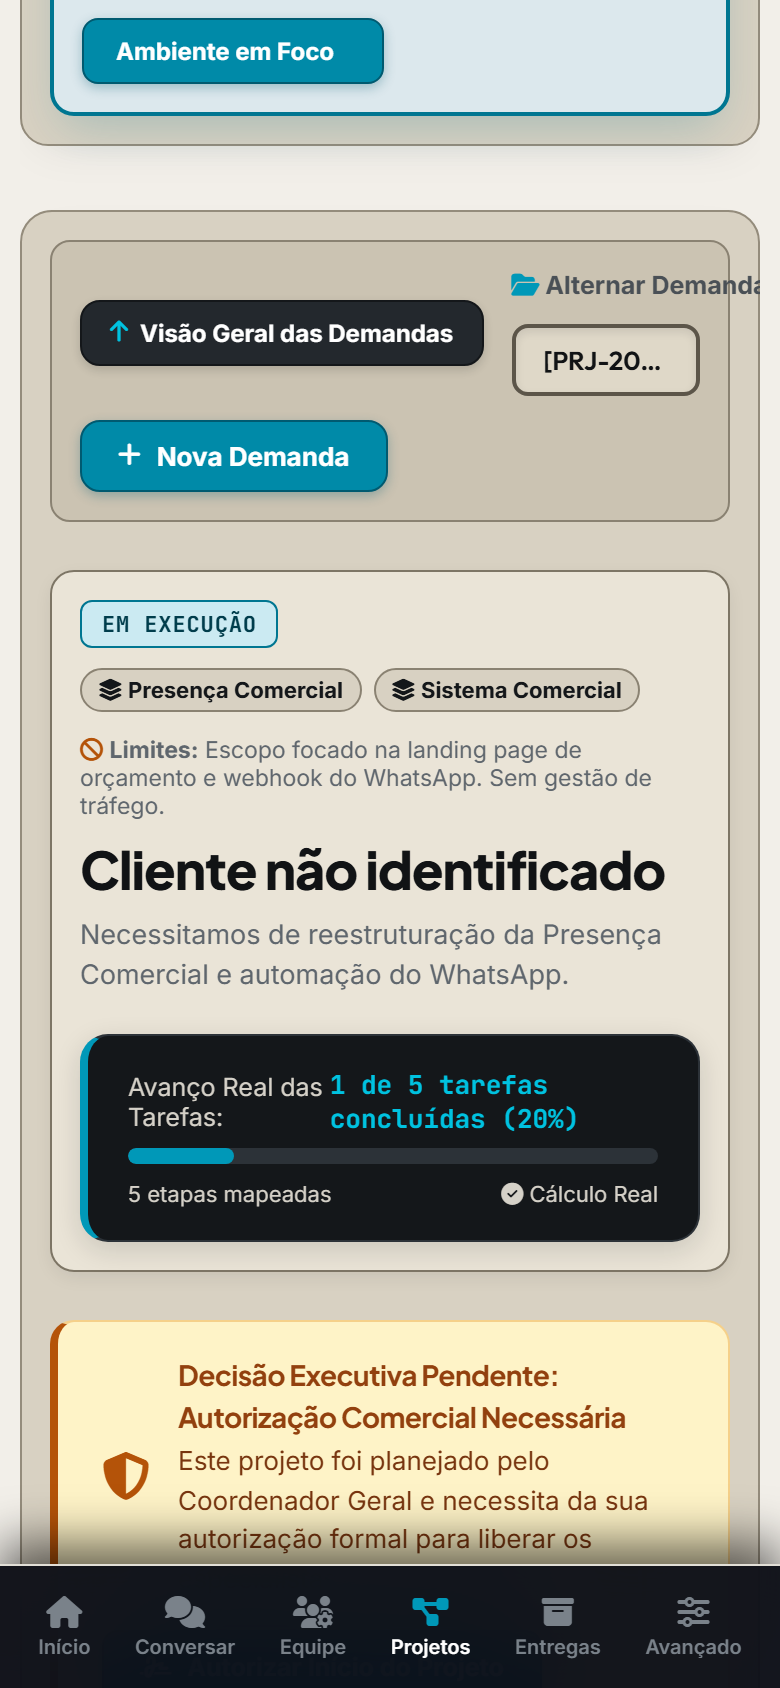 Ambiente em Foco
Alternar Demanda
Visão Geral das Demandas
[PRJ-20...
Nova Demanda
EM EXECUÇÃO
Presença Comercial
Sistema Comercial
Limites: Escopo focado na landing page de
orçamento e webhook do WhatsApp. Sem gestão de
tráfego.
Cliente não identificado
Necessitamos de reestruturação da Presença
Comercial e automação do WhatsApp.
Avanço Real das
Tarefas:
1 de 5 tarefas
concluídas (20%)
5 etapas mapeadas
Cálculo Real
Decisão Executiva Pendente:
Autorização Comercial Necessária
Este projeto foi planejado pelo
Coordenador Geral e necessita da sua
autorização formal para liberar os
Início
Conversar
Equipe
Projetos
Entregas
Avançado
Autorizar Início do Projeto